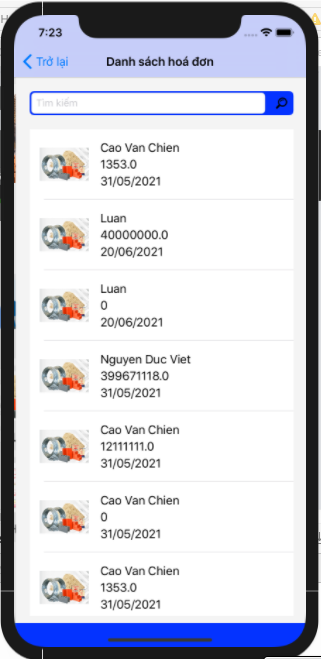 7:23
Trở lại
Danh sách hoá đơn
Tìm kiếm
Cao Van Chien
1353.0
31/05/2021
Luan
40000000.0
20/06/2021
Luan
0
20/06/2021
Nguyen Duc Viet
399671118.0
31/05/2021
Cao Van Chien
12111111.0
31/05/2021
Cao Van Chien
0
31/05/2021
Cao Van Chien
1353.0
31/05/2021